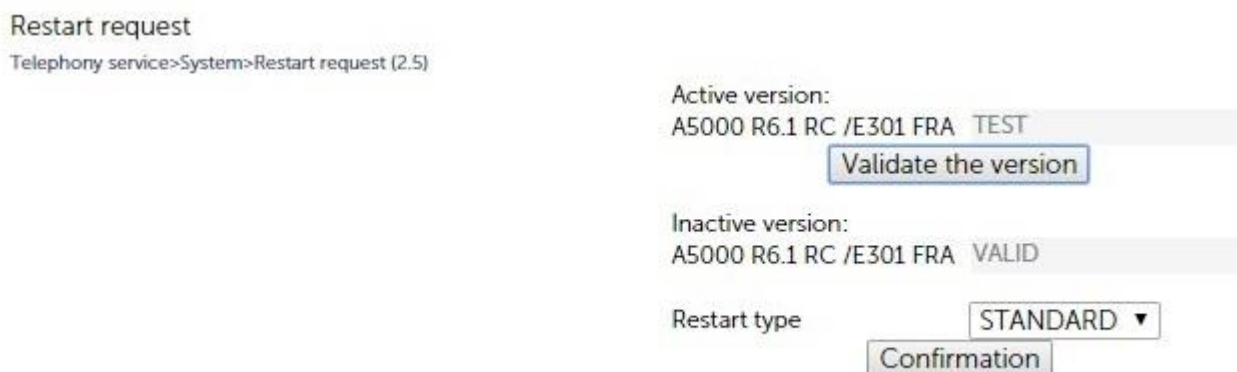 Restart request
Telephony service>System>Restart request (2.5)
Active version:
A5000 R6.1 RC /E301 FRA TEST
Validate the version
Inactive version:
A5000 R6.1 RC /E301 FRA VALID
Restart type STANDARD
Confirmation